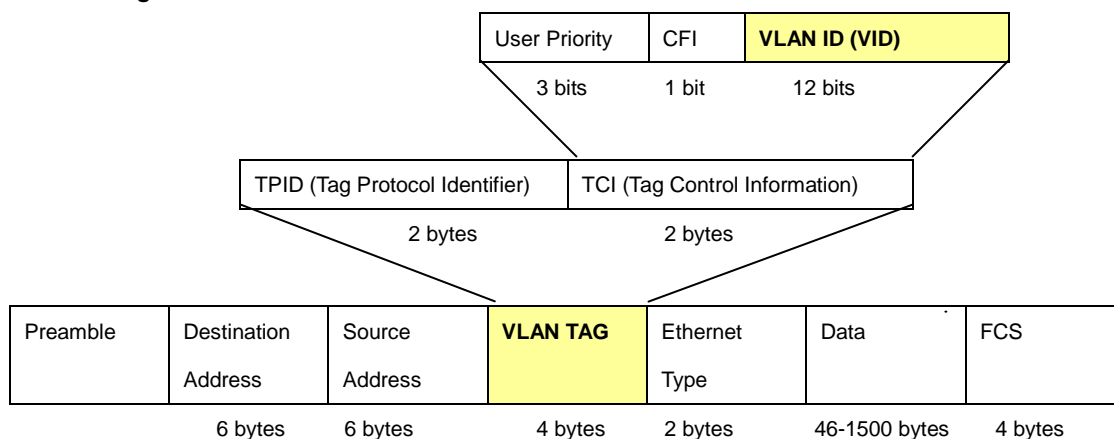 User Priority CFI VLAN ID (VID)
3 bits 1 bit 12 bits
TPID (Tag Protocol Identifier) TCI (Tag Control Information)
2 bytes 2 bytes
Preamble Destination Address Source Address VLAN TAG Ethernet Type Data FCS
6 bytes 6 bytes 4 bytes 2 bytes 46-1500 bytes 4 bytes